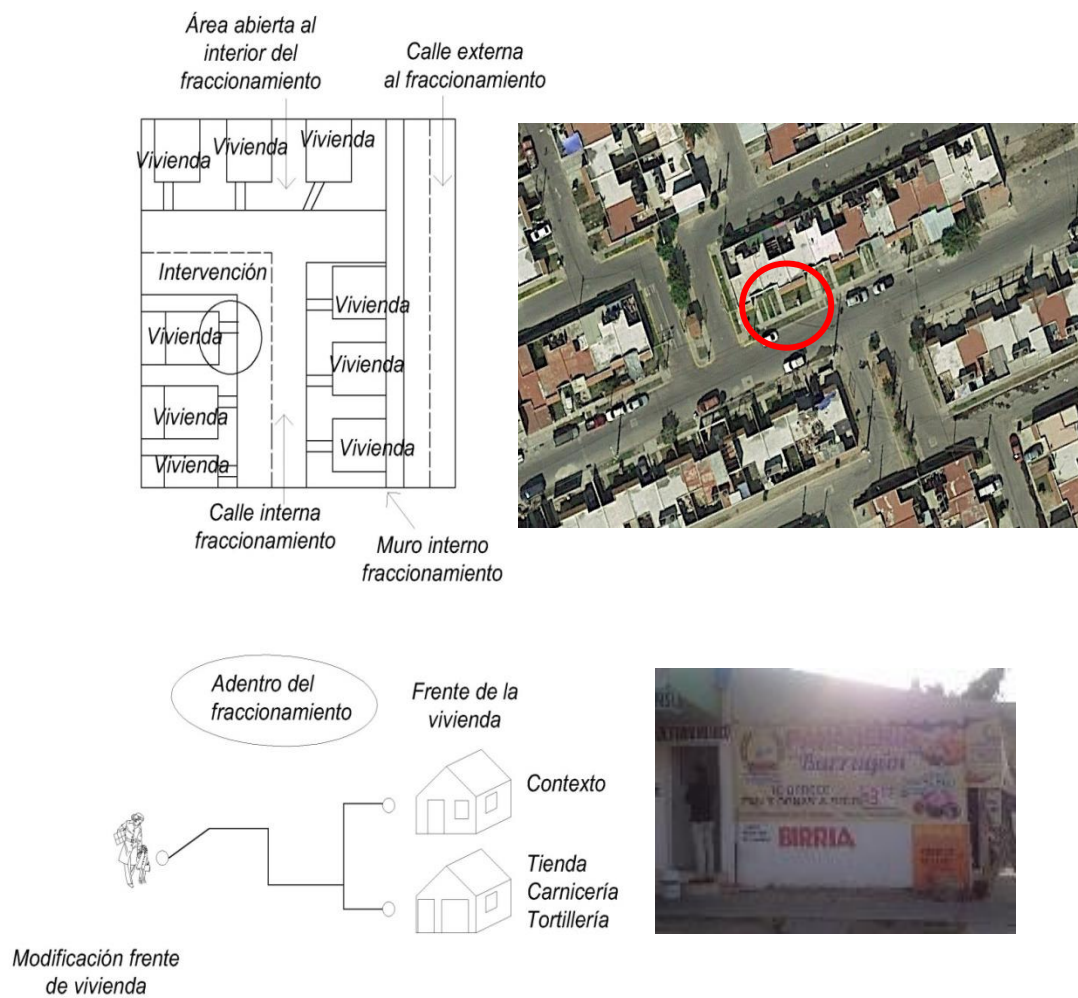 Área abierta al
interior del
fraccionamiento
Calle externa
al fraccionamiento
Vivienda
Vivienda
Vivienda
Intervención
Vivienda
Vivienda
Vivienda
Vivienda
Vivienda
Vivienda
Calle interna
fraccionamiento
Muro interno
fraccionamiento
Adentro del
fraccionamiento
Frente de la
vivienda
Contexto
Tienda
Carnicería
Tortillería
Modificación frente
de vivienda
Barragán
BIRRIA